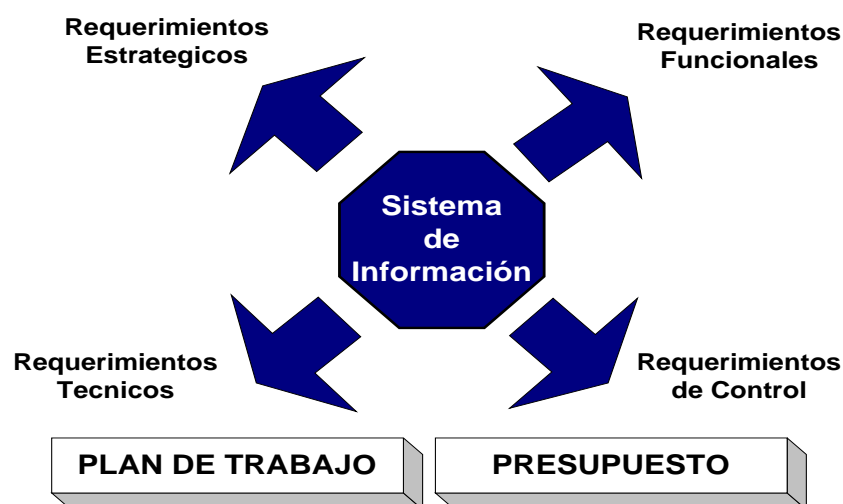 Requerimientos
Estrategicos
Requerimientos
Funcionales
Sistema
de
Información
Requerimientos
Tecnicos
Requerimientos
de Control
PLAN DE TRABAJO
PRESUPUESTO